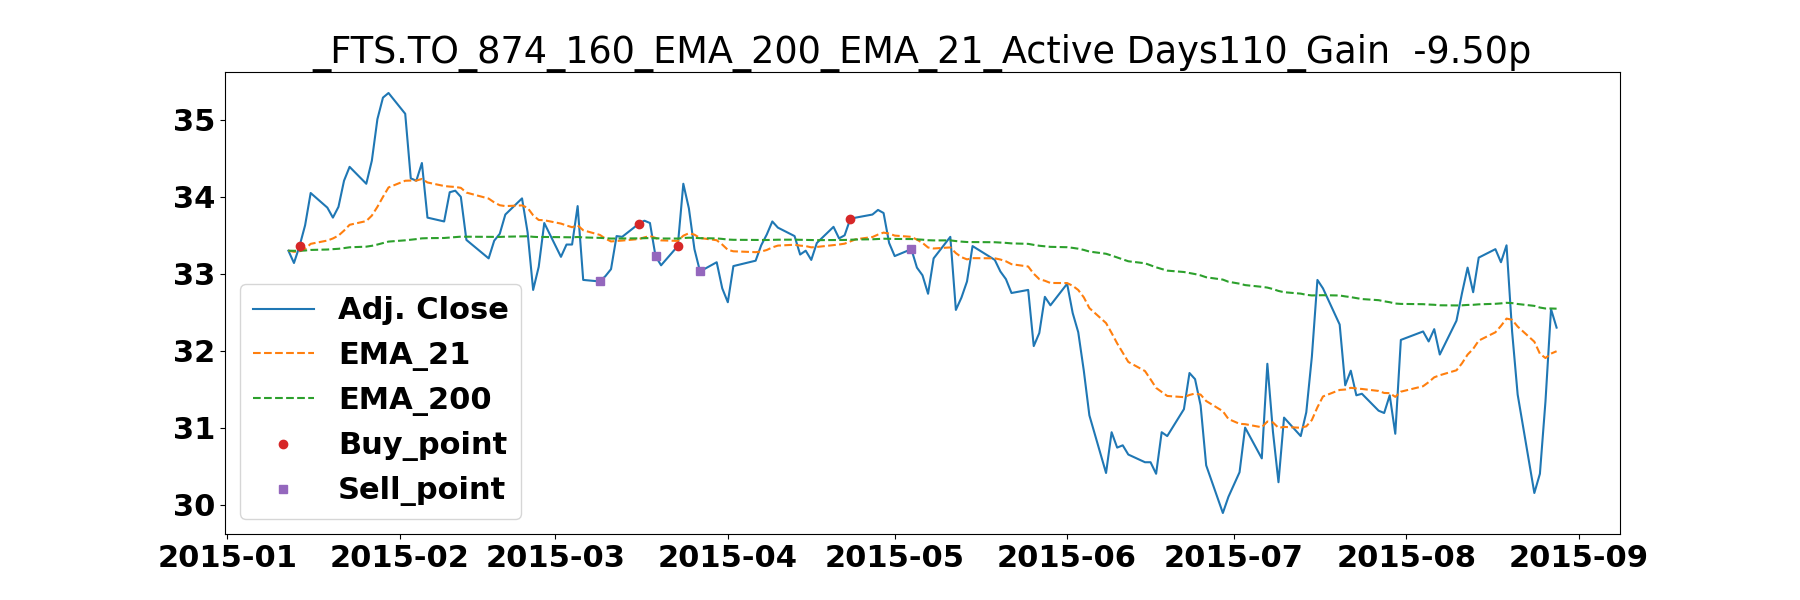 _FTS.TO_874_160_EMA_200_EMA_21_Active Days110_Gain  -9.50p
35
34
33
32
31
30
Adj. Close
EMA_21
EMA_200
Buy_point
Sell_point
2015-01 2015-02 2015-03 2015-04 2015-05 2015-06 2015-07 2015-08 2015-09